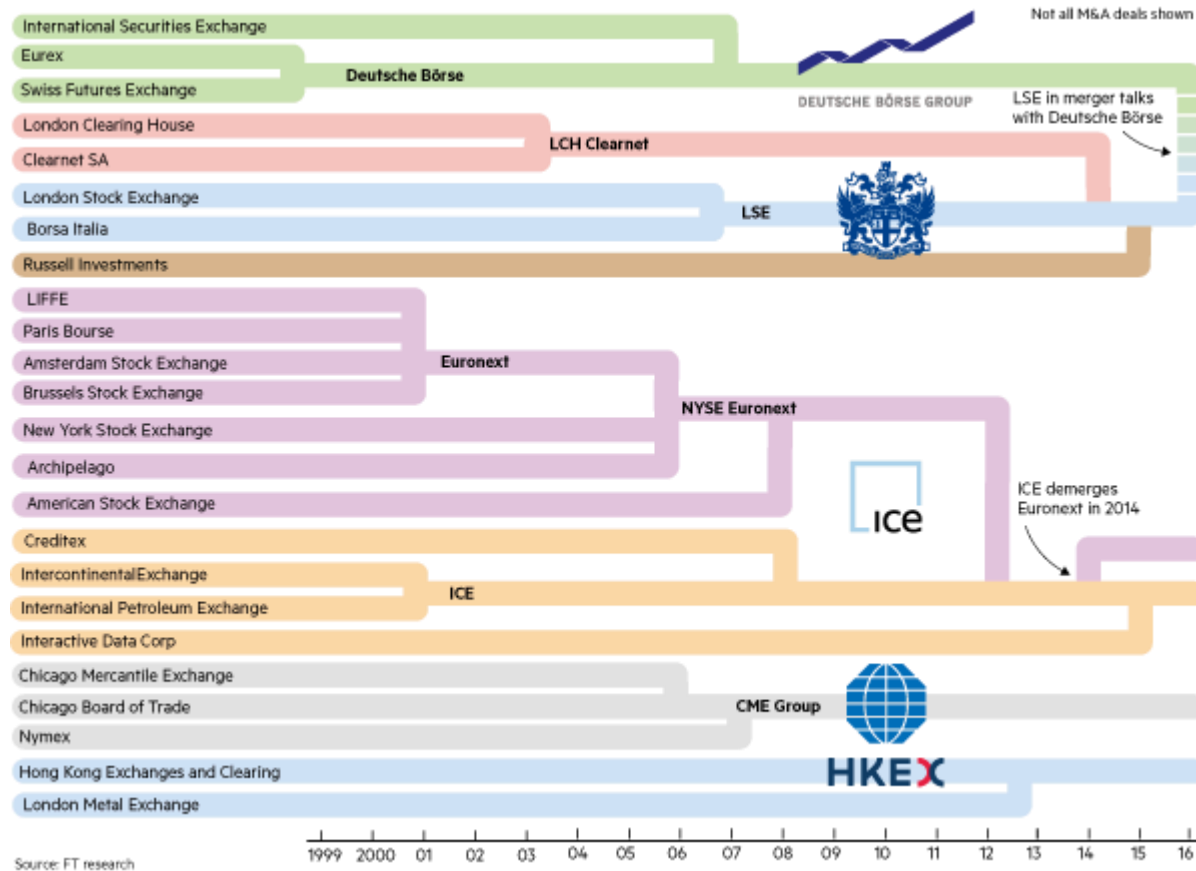 Not all M&A deals shown
International Securities Exchange
Eurex
Deutsche Börse
Swiss Futures Exchange
DEUTSCHE BÖRSE GROUP
LSE in merger talks
with Deutsche Börse
London Clearing House
LCH Clearnet
Clearnet SA
London Stock Exchange
LSE
Borsa Italia
Russell Investments
LIFFE
Paris Bourse
Amsterdam Stock Exchange
Euronext
Brussels Stock Exchange
NYSE Euronext
New York Stock Exchange
Archipelago
American Stock Exchange
ice
ICE demerges
Euronext in 2014
Creditex
IntercontinentalExchange
ICE
International Petroleum Exchange
Interactive Data Corp
Chicago Mercantile Exchange
Chicago Board of Trade
CME Group
Nymex
Hong Kong Exchanges and Clearing
HKEX
London Metal Exchange
1999 2000 01 02 03 04 05 06 07 08 09 10 11 12 13 14 15 16
Source: FT research